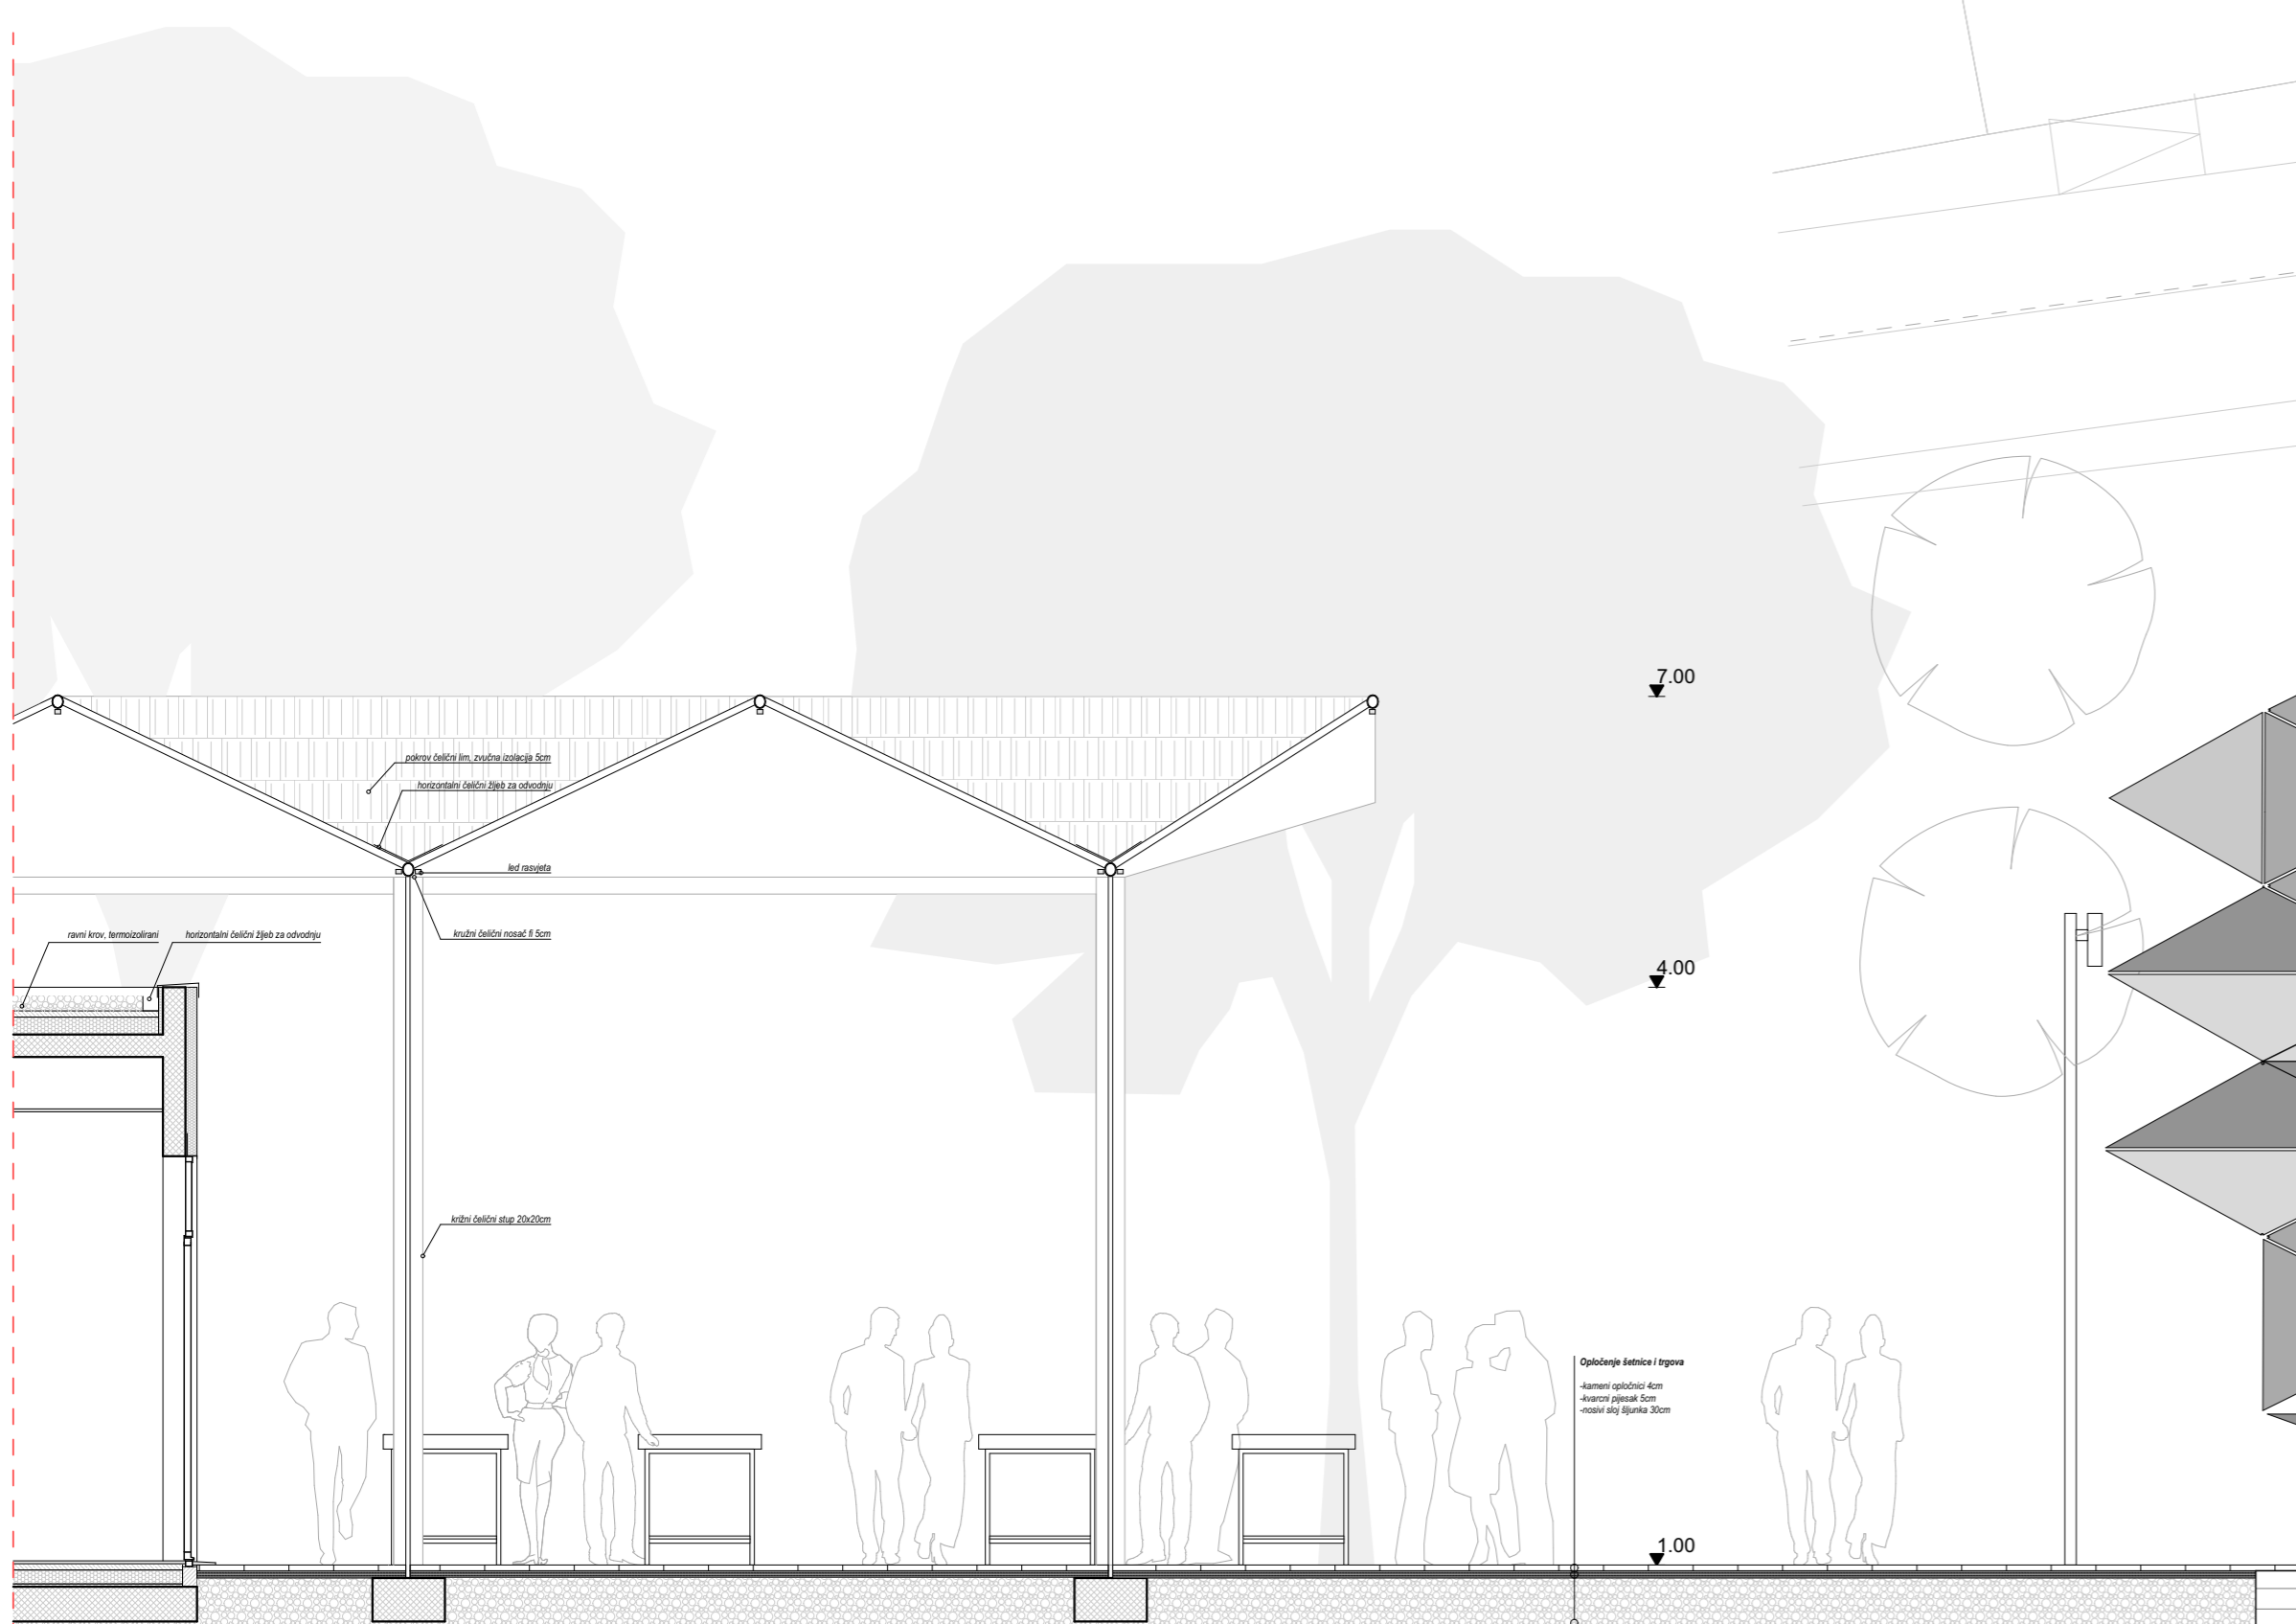 7.00
pokrov čelični lim, zvučna izolacija 5cm
horizontalni čelični žljeb za odvodnju
led rasvjeta
kružni čelični nosač fi 5cm
ravni krov, termoizolirani
horizontalni čelični žljeb za odvodnju
4.00
križni čelični stup 20x20cm
Opločenje šetnice i trgova
-kameni opločnici 4cm
-kvarcni pijesak 5cm
-nosivi sloj šljunka 30cm
1.00